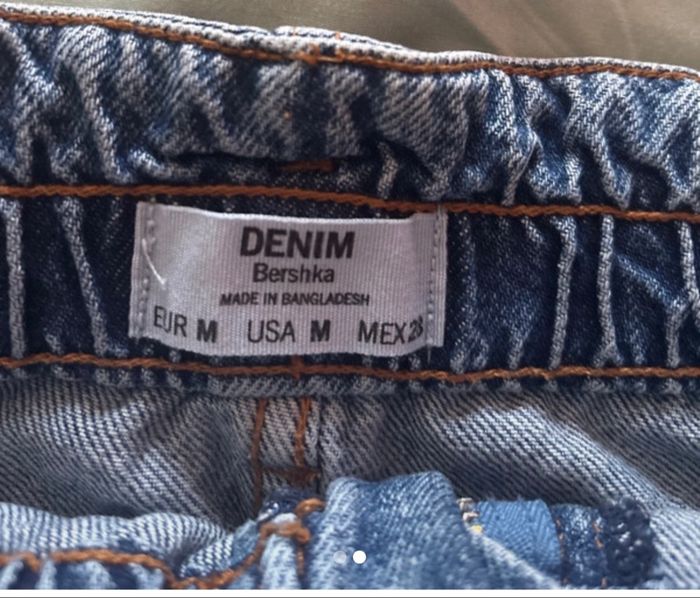 DENIM
Bershka
MADE IN BANGLADESH
EUR M USA M MEX 28